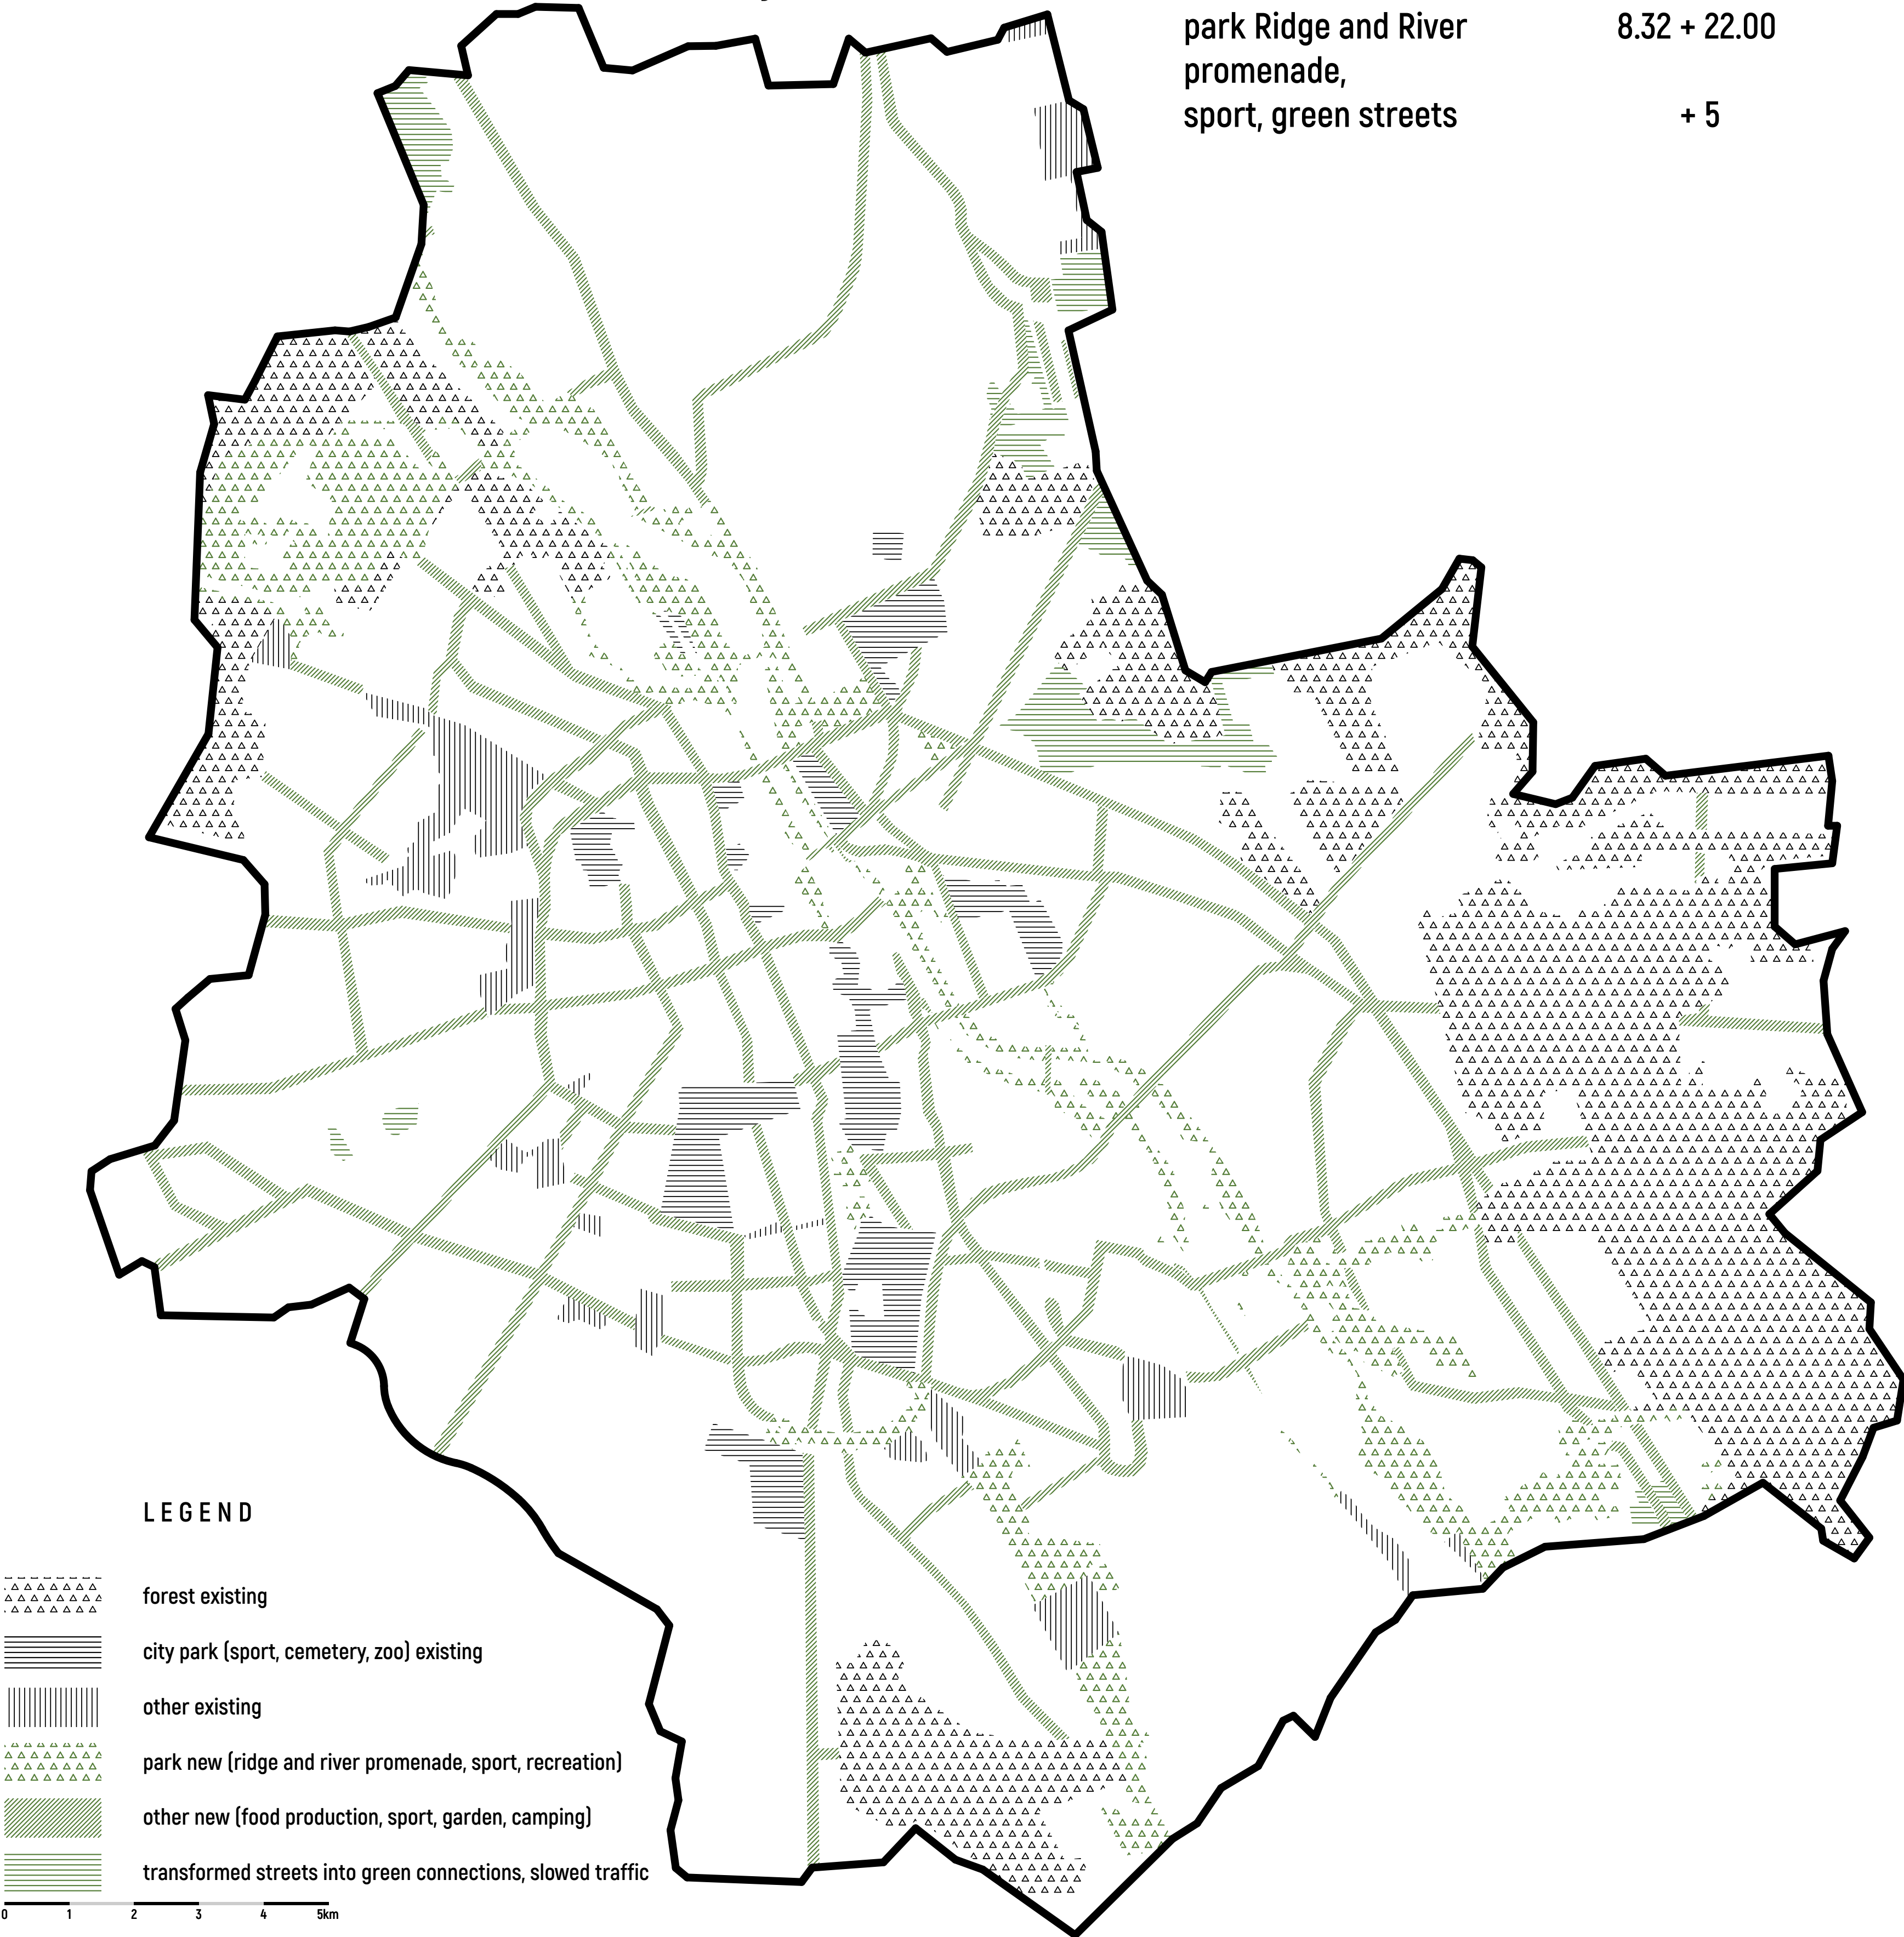 park Ridge and River 8.32 + 22.00
promenade,
sport, green streets + 5
LEGEND
forest existing
city park (sport, cemetery, zoo) existing
other existing
park new (ridge and river promenade, sport, recreation)
other new (food production, sport, garden, camping)
transformed streets into green connections, slowed traffic
0 1 2 3 4 5km